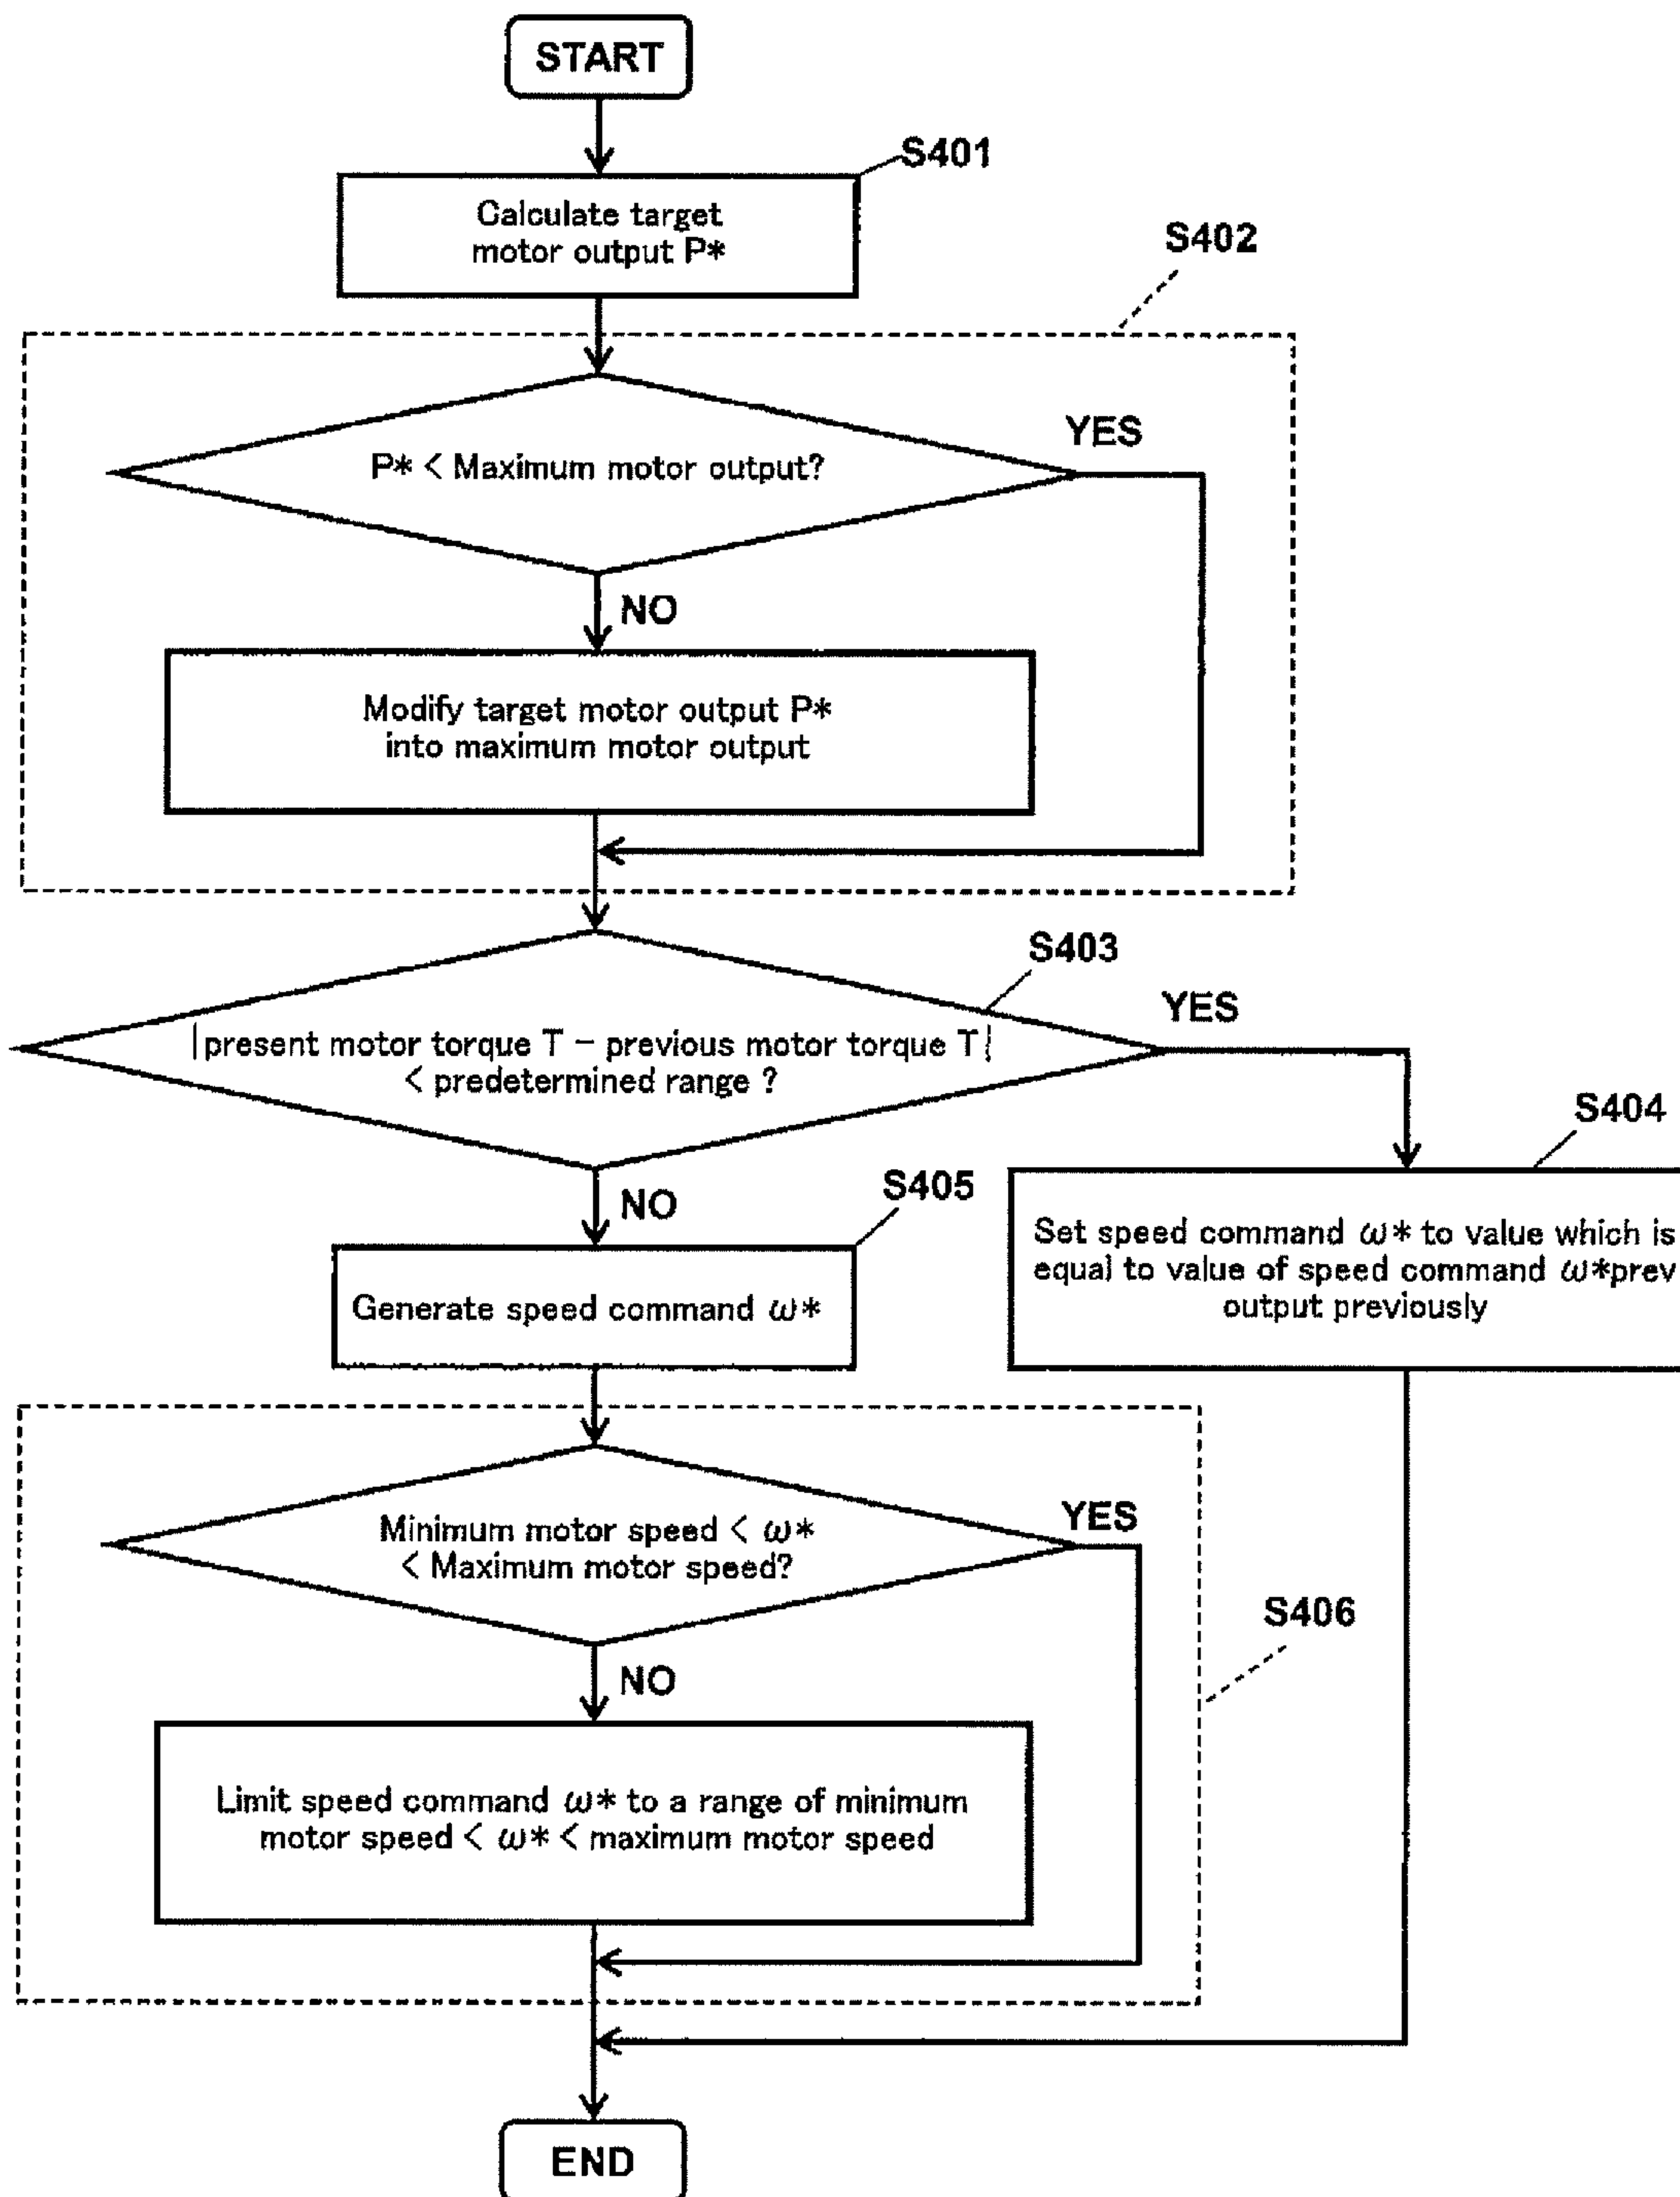 START
S401
Calculate target
motor output P*
S402
P* < Maximum motor output?
YES
NO
Modify target motor output P*
into maximum motor output
S403
|present motor torque T − previous motor torque T|
< predetermined range ?
YES
NO
S404
Set speed command ω* to value which is
equal to value of speed command ω*prev
output previously
S405
Generate speed command ω*
Minimum motor speed < ω*
< Maximum motor speed?
YES
NO
S406
Limit speed command ω* to a range of minimum
motor speed < ω* < maximum motor speed
END